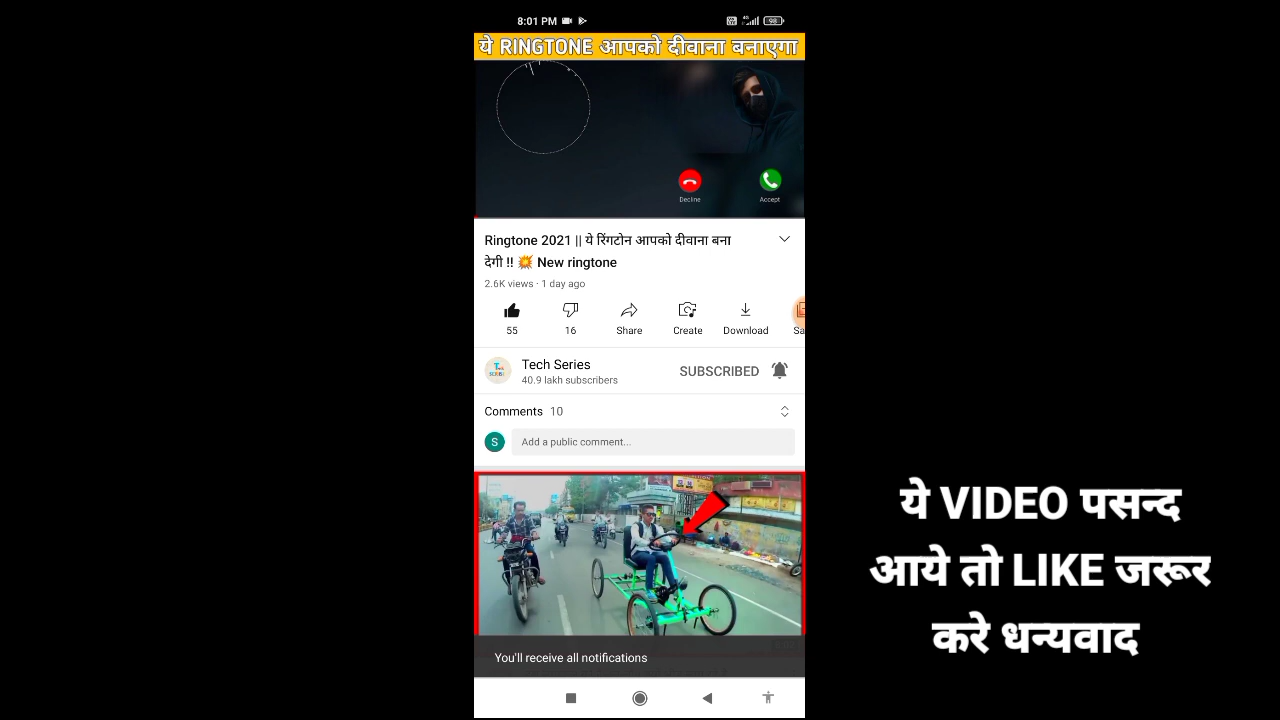 8:01 PM
98
ये RINGTONE आपको दीवाना बनाएगा
Decline
Accept
Ringtone 2021 || ये रिंगटोन आपको दीवाना बना
देगी !! 💥 New ringtone
2.6K views · 1 day ago
55
16
Share
Create
Download
Sa
Tech Series
40.9 lakh subscribers
SUBSCRIBED
Comments 10
S
Add a public comment...
You'll receive all notifications
ये VIDEO पसन्द
आये तो LIKE जरूर
करे धन्यवाद